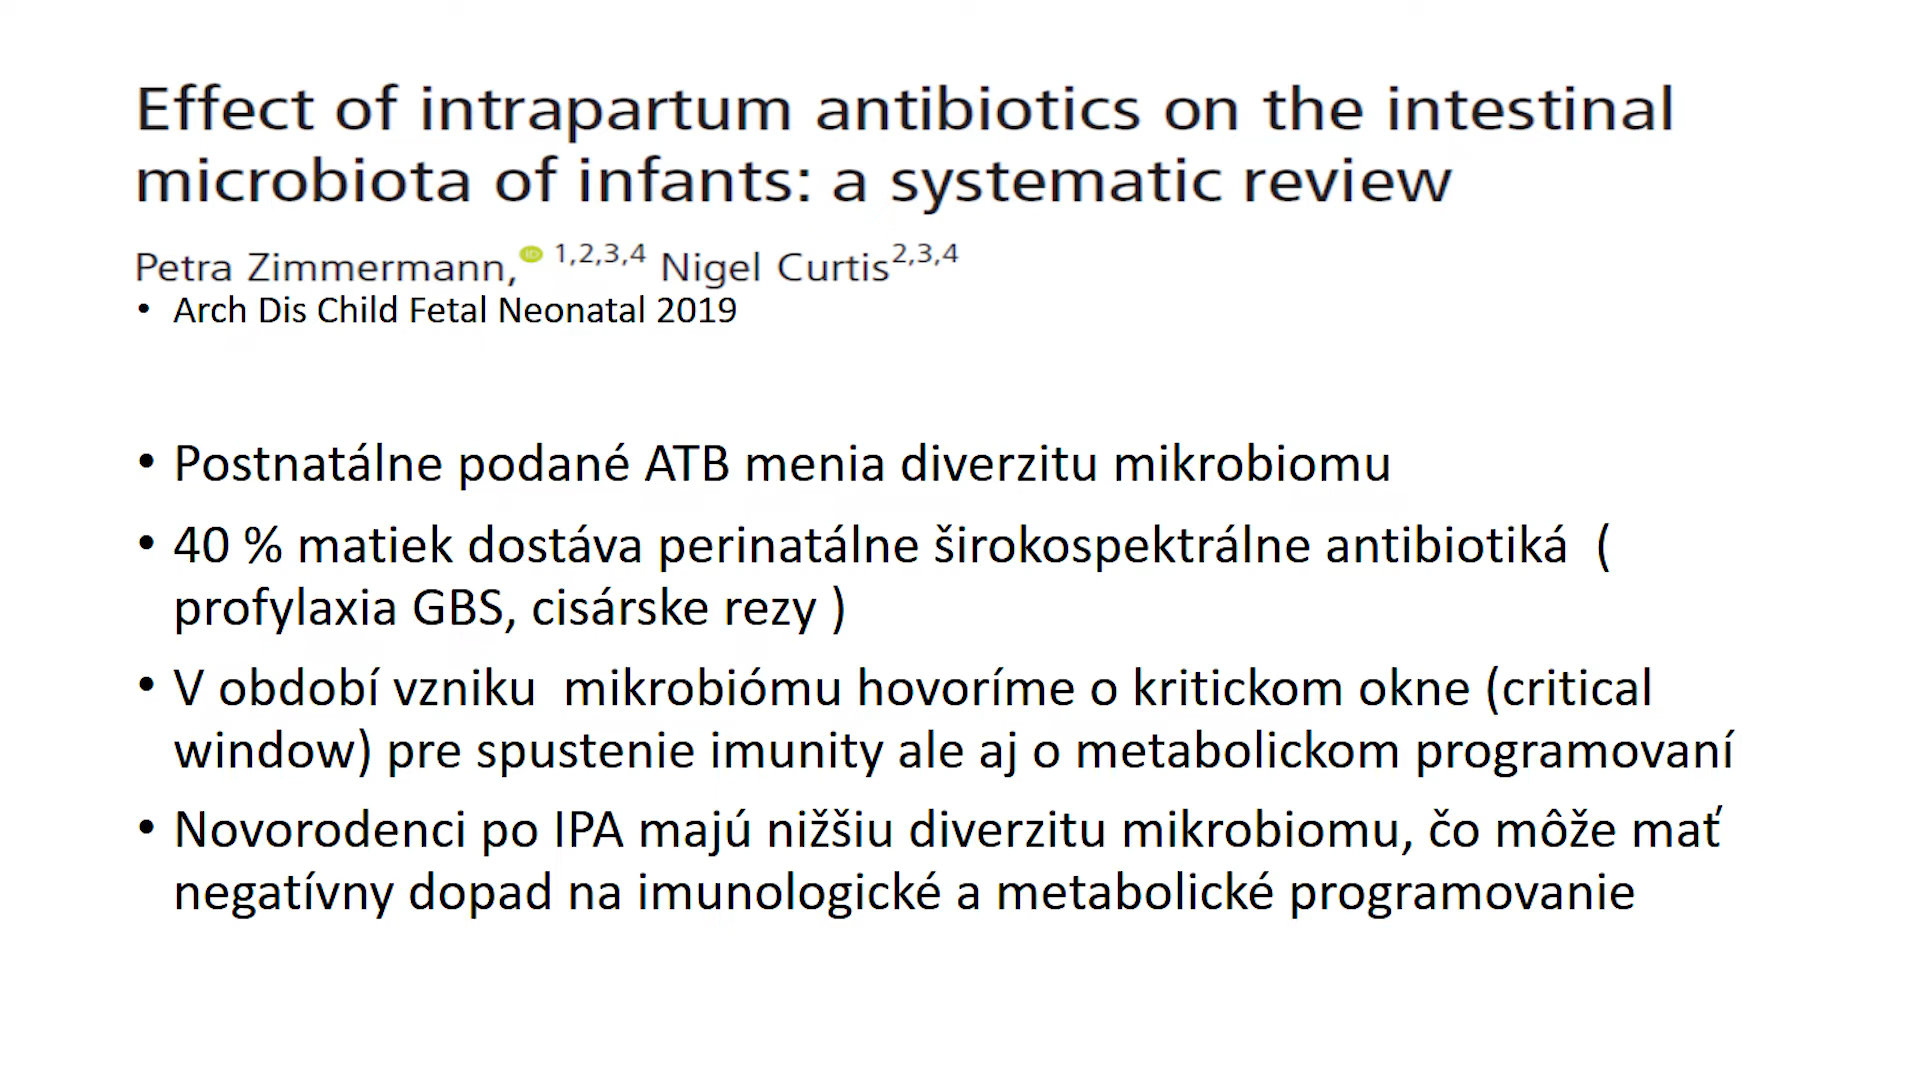 Effect of intrapartum antibiotics on the intestinal
microbiota of infants: a systematic review
Petra Zimmermann, iD 1,2,3,4 Nigel Curtis2,3,4
• Arch Dis Child Fetal Neonatal 2019
• Postnatálne podané ATB menia diverzitu mikrobiomu
• 40 % matiek dostáva perinatálne širokospektrálne antibiotiká (
profylaxia GBS, cisárske rezy )
• V období vzniku mikrobiómu hovoríme o kritickom okne (critical
window) pre spustenie imunity ale aj o metabolickom programovaní
• Novorodenci po IPA majú nižšiu diverzitu mikrobiomu, čo môže mať
negatívny dopad na imunologické a metabolické programovanie